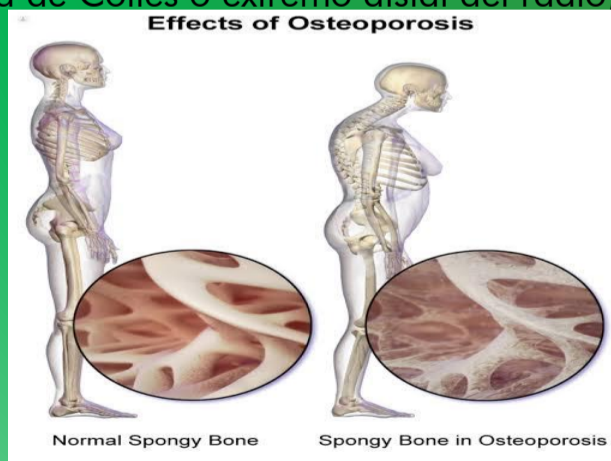 de Colles o extremo distal del radio.
Effects of Osteoporosis
Normal Spongy Bone
Spongy Bone in Osteoporosis